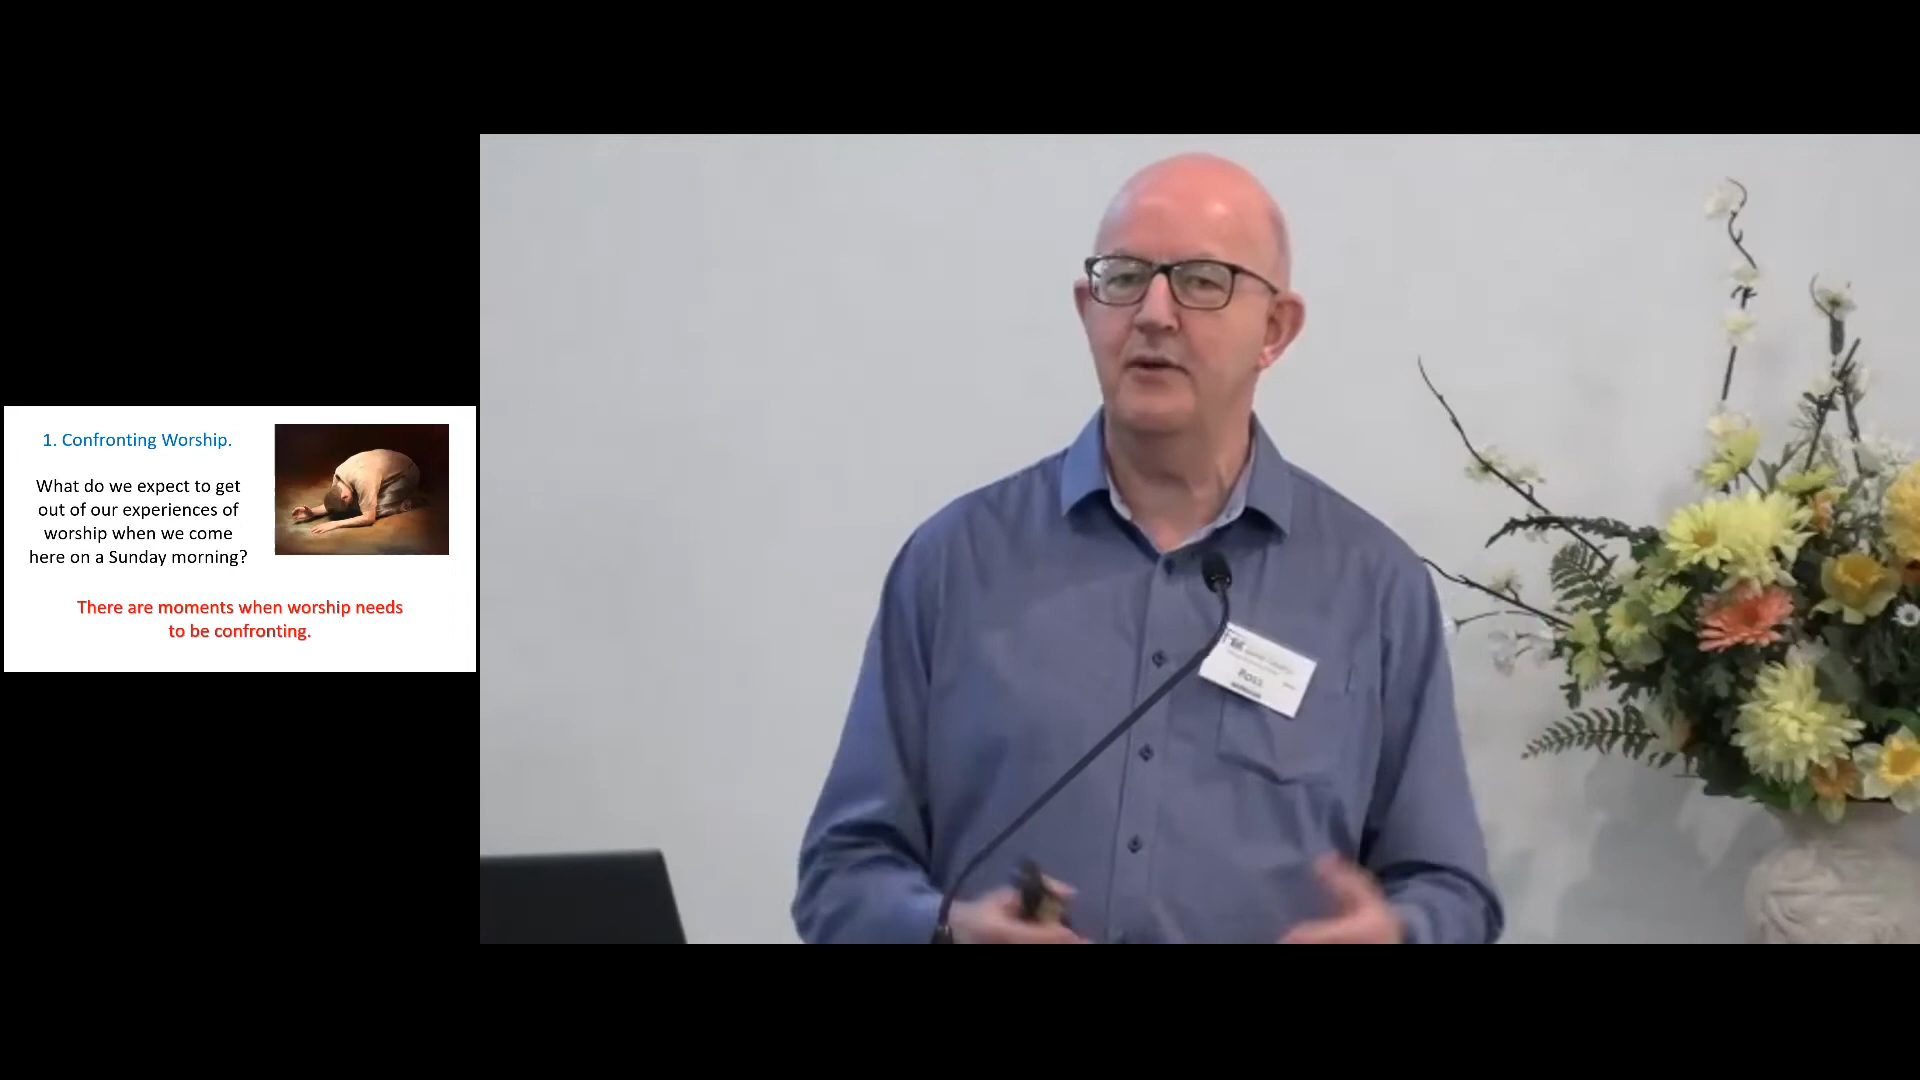 1. Confronting Worship.
What do we expect to get
out of our experiences of
worship when we come
here on a Sunday morning?
There are moments when worship needs
to be confronting.
ROSS